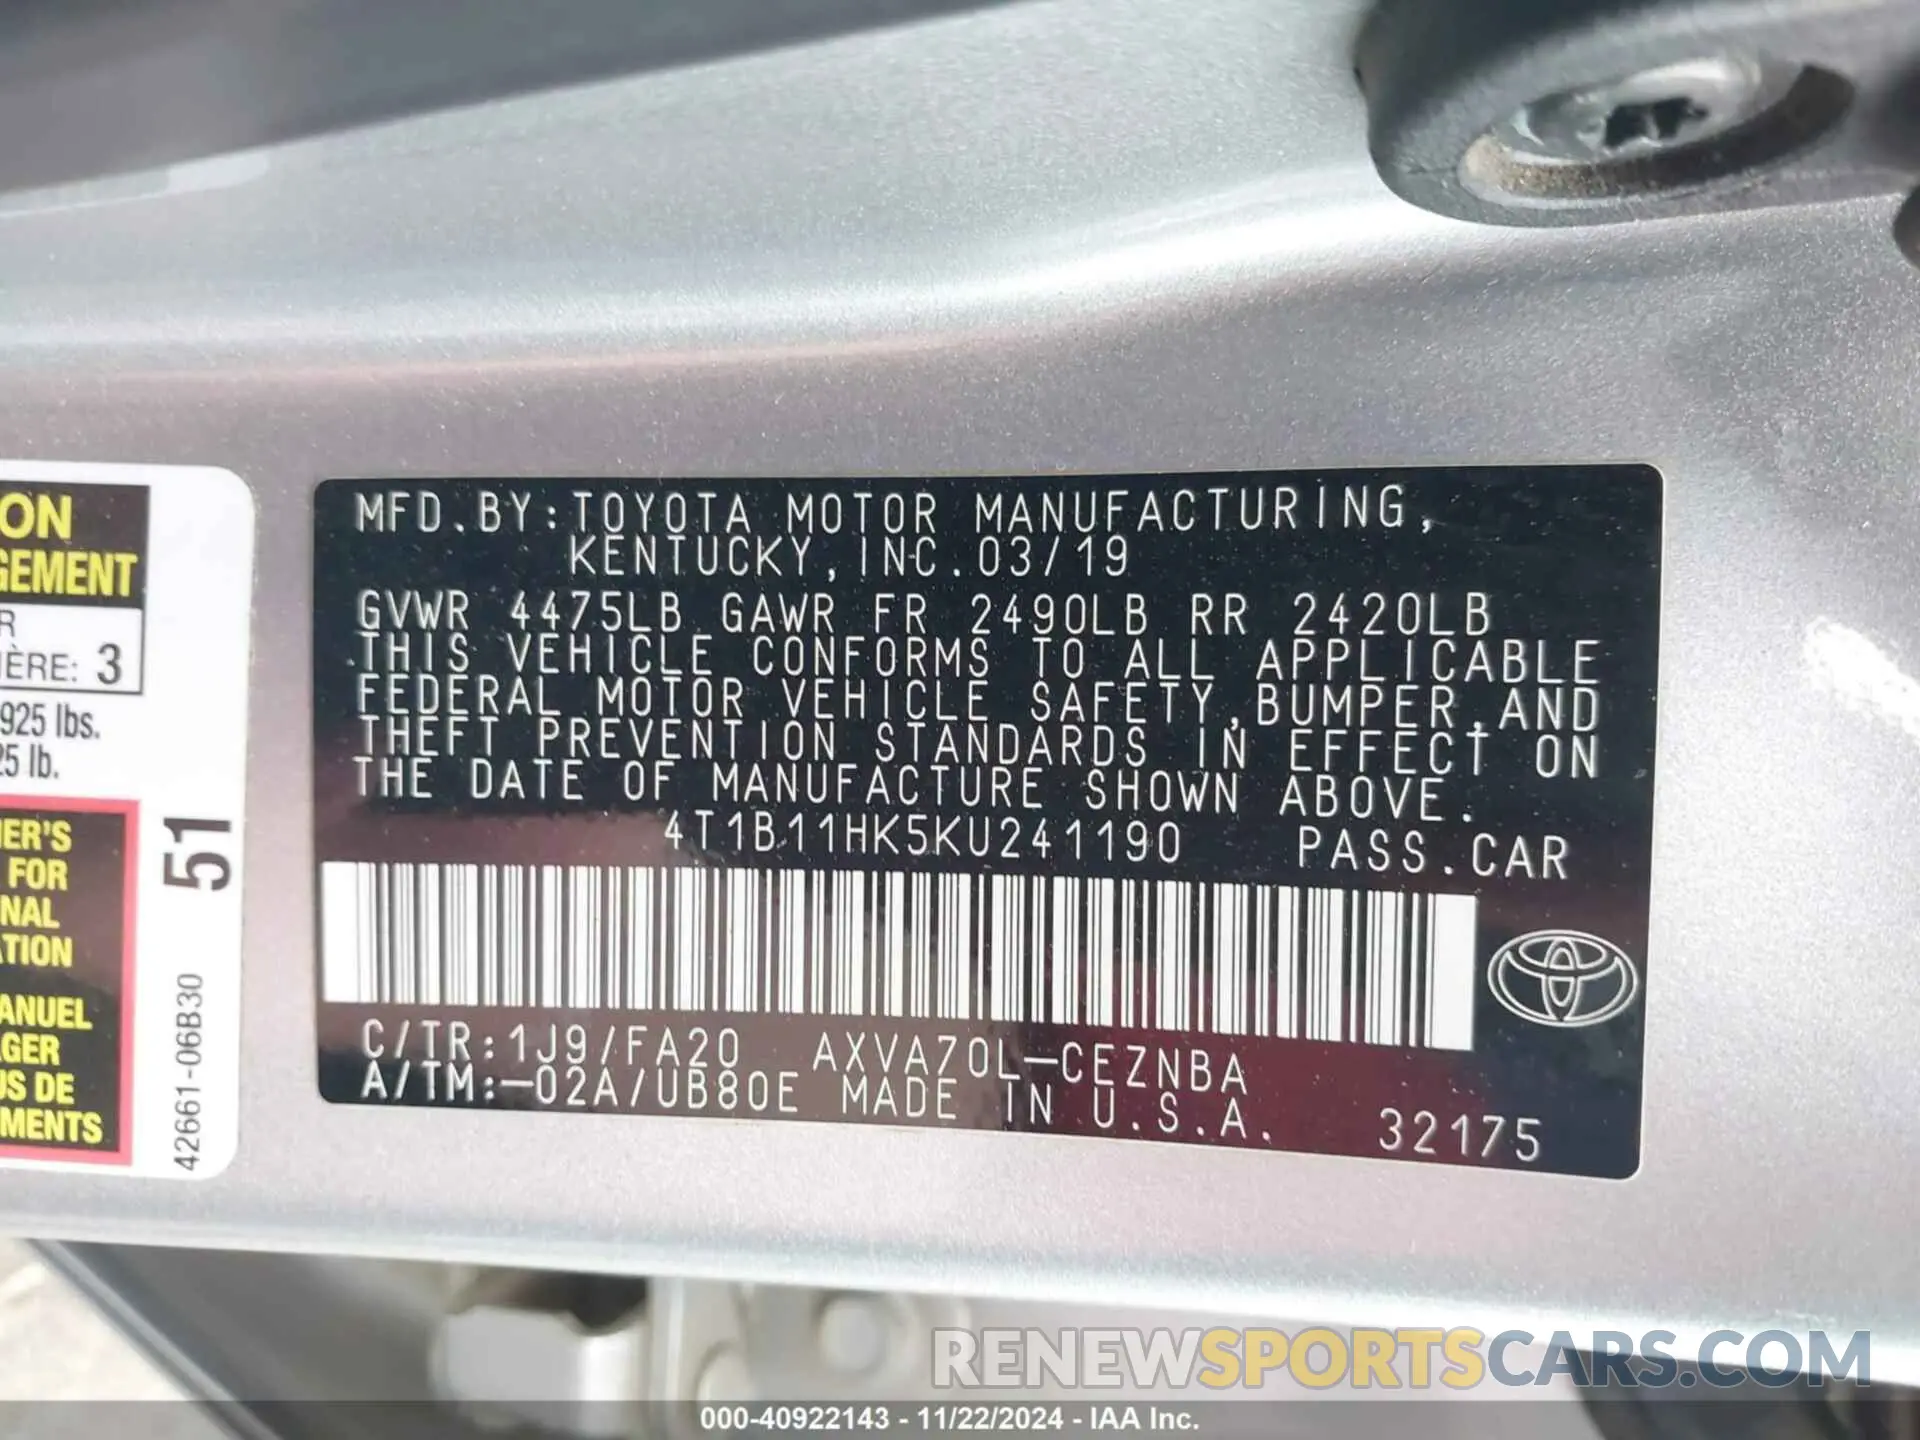 ON
GEMENT
R
IÈRE: 3
925 lbs.
25 lb.
NER'S
FOR
NAL
TION
ANUEL
GER
US DE
MENTS
51
42661-06B30
MFD.BY:TOYOTA MOTOR MANUFACTURING,
KENTUCKY,INC.03/19
GVWR 4475LB GAWR FR 2490LB RR 2420LB
THIS VEHICLE CONFORMS TO ALL APPLICABLE
FEDERAL MOTOR VEHICLE SAFETY,BUMPER,AND
THEFT PREVENTION STANDARDS IN EFFECT ON
THE DATE OF MANUFACTURE SHOWN ABOVE.
4T1B11HK5KU241190 PASS.CAR
C/TR:1J9/FA20 AXVA70L-CEZNBA
A/TM:-02A/UB80E MADE IN U.S.A.
32175
RENEWSPORTSCARS.COM
000-40922143 - 11/22/2024 - IAA Inc.